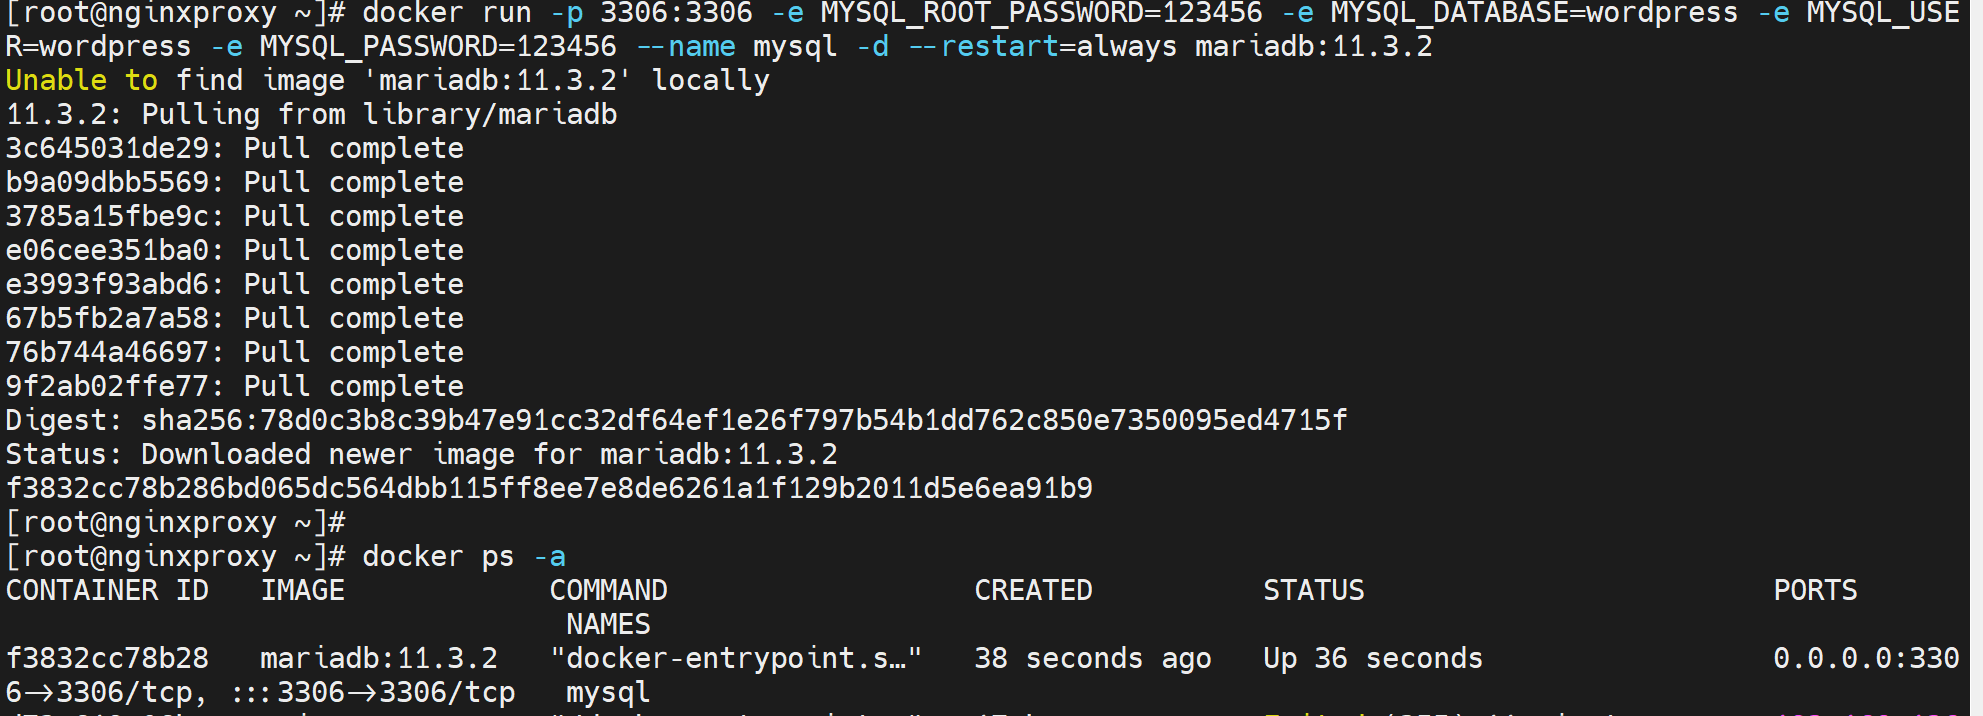 [root@nginxproxy ~]# docker run -p 3306:3306 -e MYSQL_ROOT_PASSWORD=123456 -e MYSQL_DATABASE=wordpress -e MYSQL_USE
R=wordpress -e MYSQL_PASSWORD=123456 --name mysql -d --restart=always mariadb:11.3.2
Unable to find image 'mariadb:11.3.2' locally
11.3.2: Pulling from library/mariadb
3c645031de29: Pull complete
b9a09dbb5569: Pull complete
3785a15fbe9c: Pull complete
e06cee351ba0: Pull complete
e3993f93abd6: Pull complete
67b5fb2a7a58: Pull complete
76b744a46697: Pull complete
9f2ab02ffe77: Pull complete
Digest: sha256:78d0c3b8c39b47e91cc32df64ef1e26f797b54b1dd762c850e7350095ed4715f
Status: Downloaded newer image for mariadb:11.3.2
f3832cc78b286bd065dc564dbb115ff8ee7e8de6261a1f129b2011d5e6ea91b9
[root@nginxproxy ~]#
[root@nginxproxy ~]# docker ps -a
CONTAINER ID   IMAGE            COMMAND                  CREATED          STATUS                        PORTS
NAMES
f3832cc78b28   mariadb:11.3.2   "docker-entrypoint.s…"   38 seconds ago   Up 36 seconds                 0.0.0.0:330
6->3306/tcp, :::3306->3306/tcp   mysql